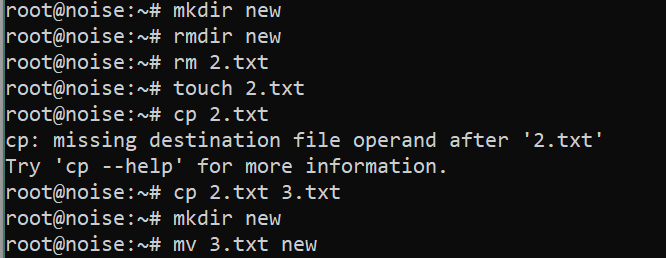 root@noise:~# mkdir new
root@noise:~# rmdir new
root@noise:~# rm 2.txt
root@noise:~# touch 2.txt
root@noise:~# cp 2.txt
cp: missing destination file operand after '2.txt'
Try 'cp --help' for more information.
root@noise:~# cp 2.txt 3.txt
root@noise:~# mkdir new
root@noise:~# mv 3.txt new